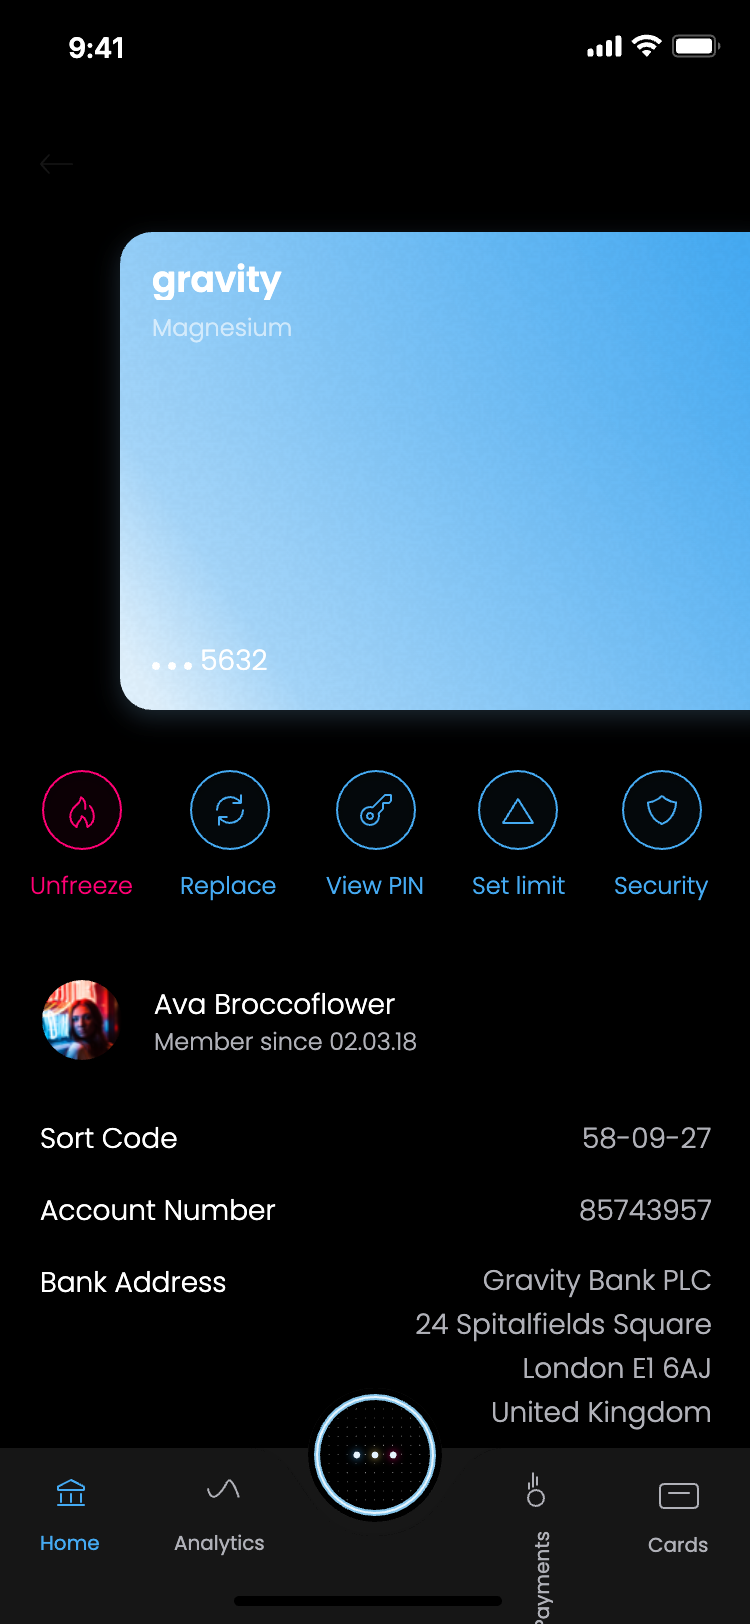 9:41
gravity
Magnesium
5632
Unfreeze Replace View PIN Set limit Security
Ava Broccoflower
Member since 02.03.18
Sort Code 58-09-27
Account Number 85743957
Bank Address Gravity Bank PLC
24 Spitalfields Square
London E1 6AJ
United Kingdom
Home Analytics Payments Cards